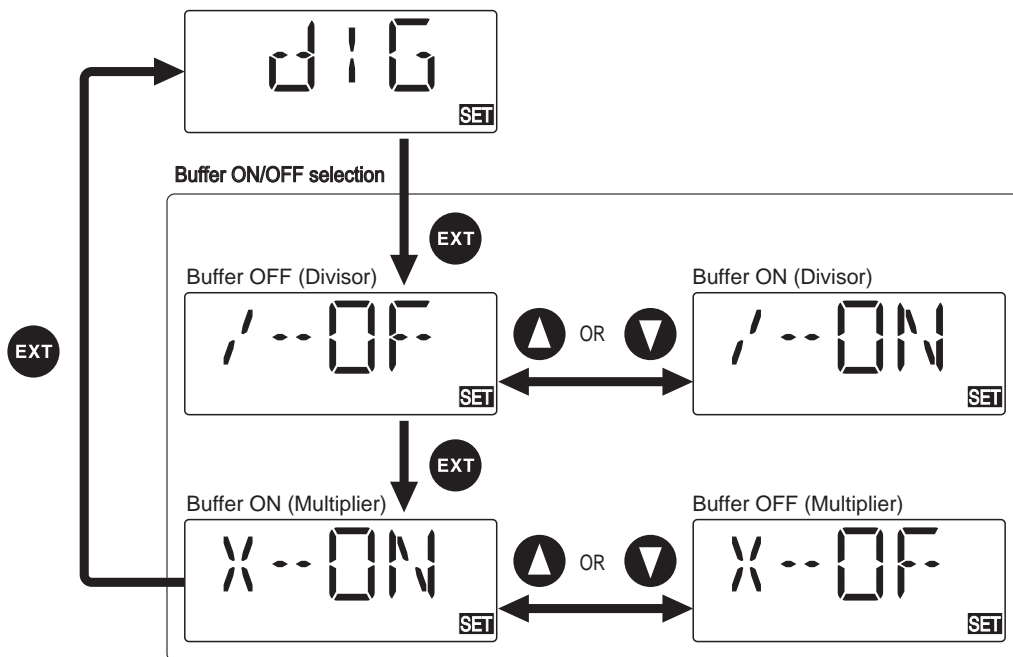 dIG
SET
Buffer ON/OFF selection
EXT
Buffer OFF (Divisor)
Buffer ON (Divisor)
/--OF
SET
OR
/--ON
SET
EXT
EXT
Buffer ON (Multiplier)
Buffer OFF (Multiplier)
X--ON
SET
OR
X--OF
SET